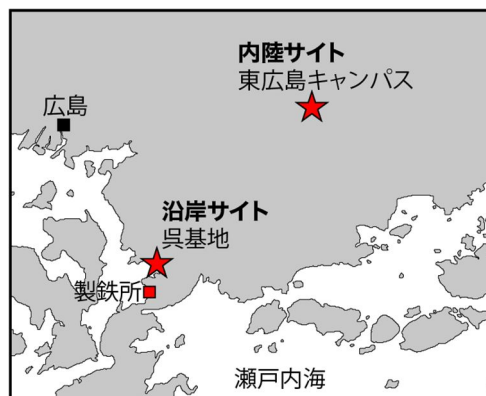 内陸サイト
東広島キャンパス
広島
沿岸サイト
呉基地
製鉄所
瀬戸内海